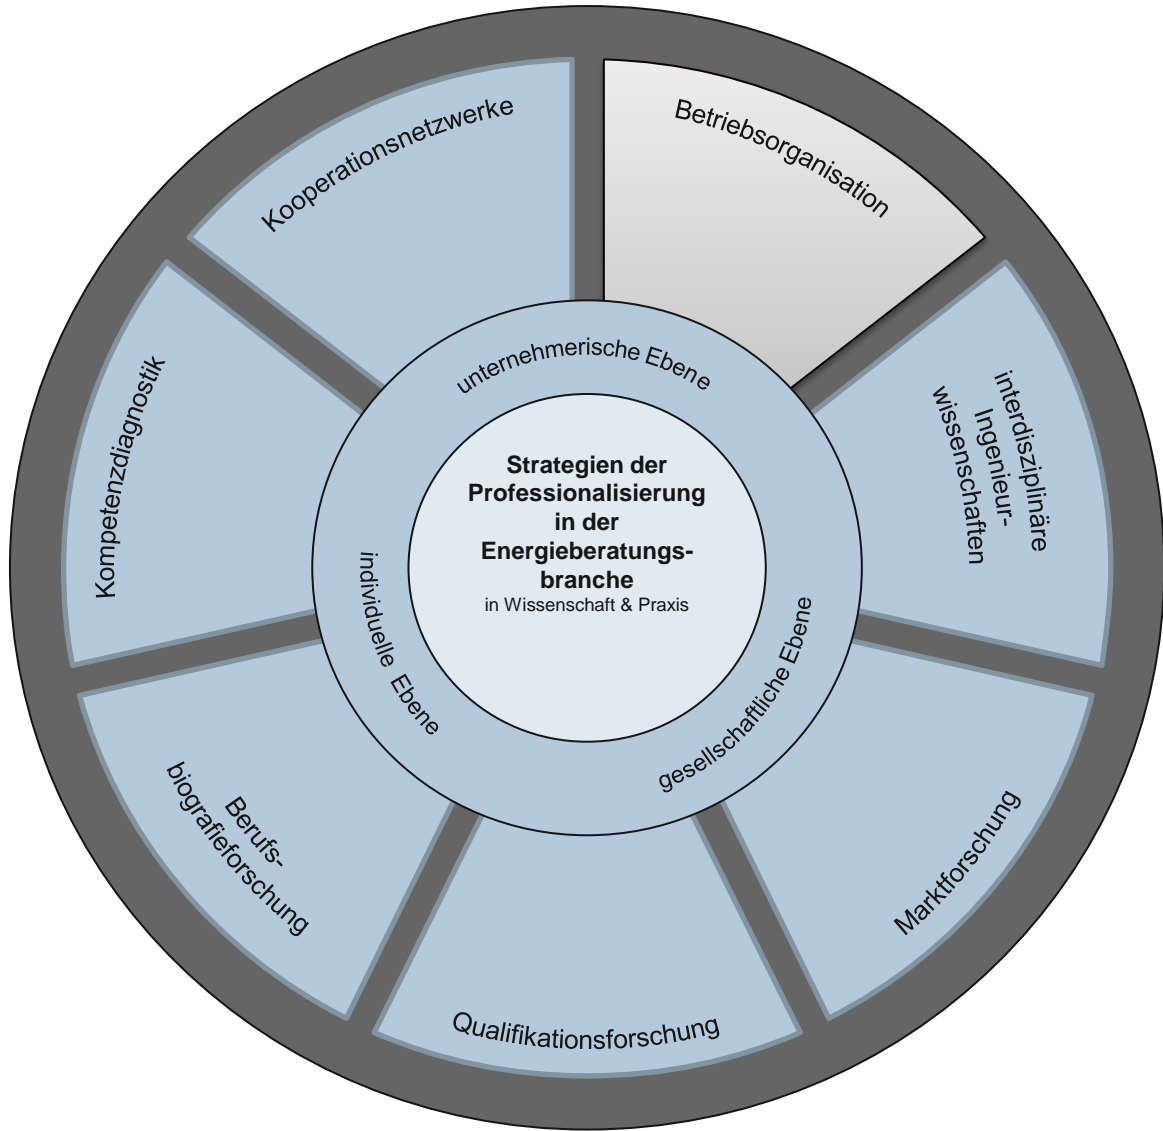 Kooperationsnetzwerke
Betriebsorganisation
interdisziplinäre
Ingenieur-
wissenschaften
Marktforschung
Qualifikationsforschung
Berufs-
biografieforschung
Kompetenzdiagnostik
unternehmerische Ebene
gesellschaftliche Ebene
individuelle Ebene
Strategien der
Professionalisierung
in der
Energieberatungs-
branche
in Wissenschaft & Praxis